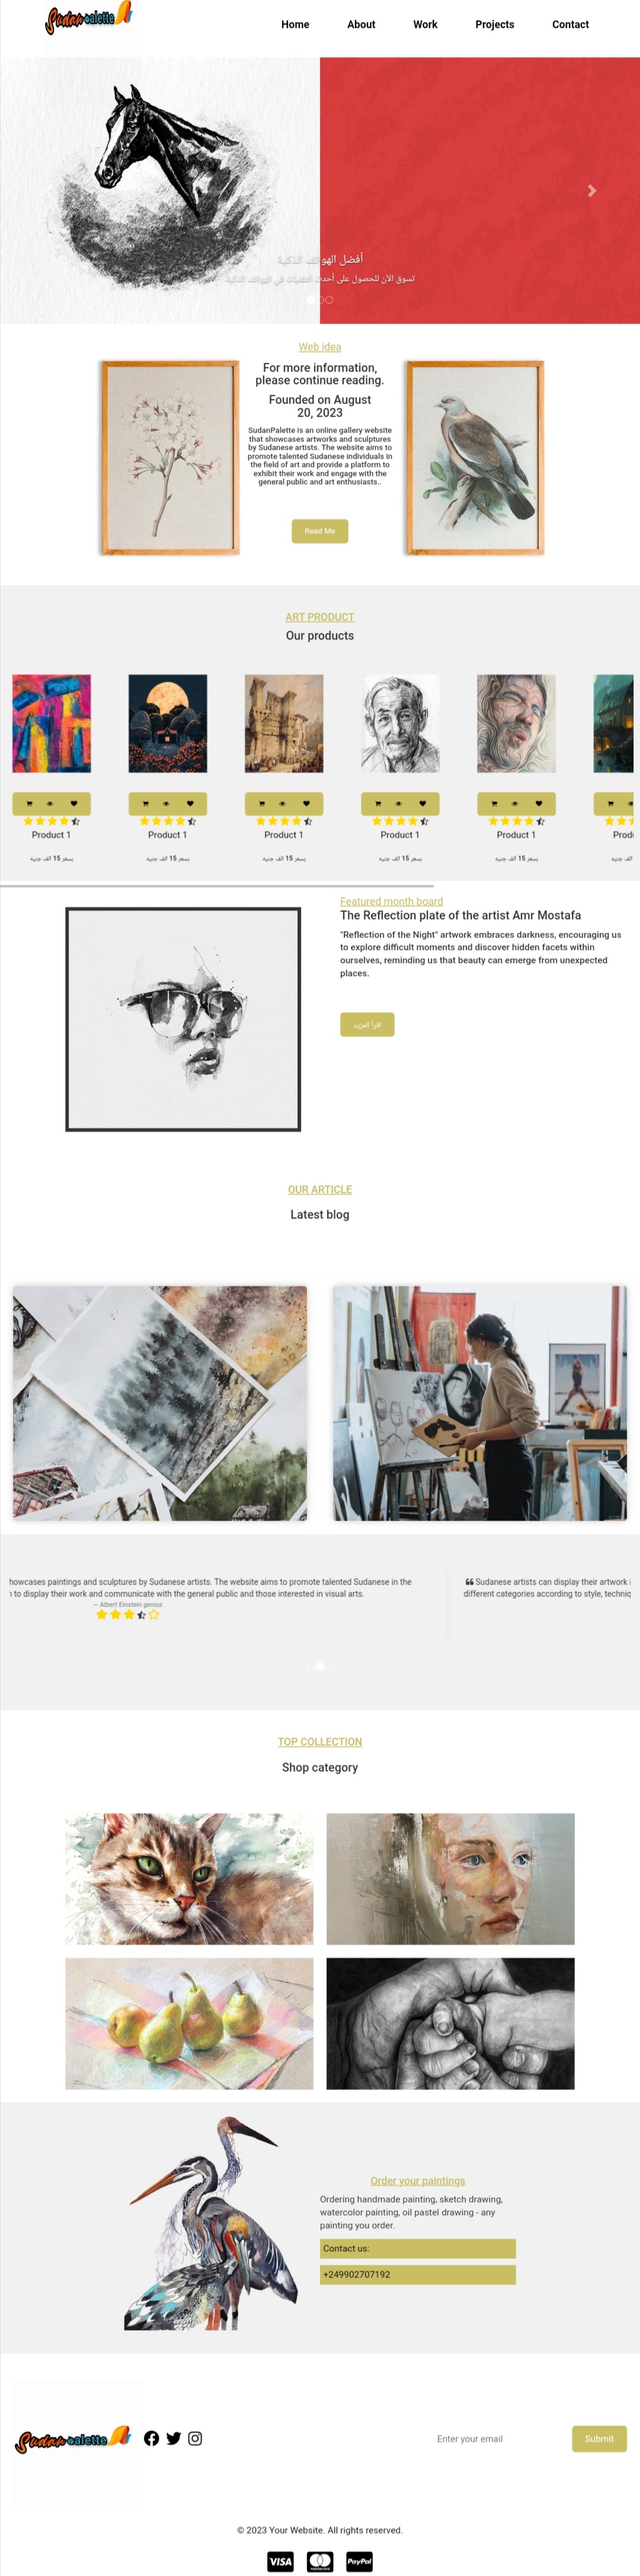 Sudan palette
Home About Work Projects Contact
أفضل الهواتف الذكية
تسوق الآن للحصول على أحدث التقنيات في الهواتف الذكية
Web idea
For more information,
please continue reading.
Founded on August
20, 2023
SudanPalette is an online gallery website
that showcases artworks and sculptures
by Sudanese artists. The website aims to
promote talented Sudanese individuals in
the field of art and provide a platform to
exhibit their work and engage with the
general public and art enthusiasts..
Read Me
ART PRODUCT
Our products
Product 1 Product 1 Product 1 Product 1 Product 1 Produ
بسعر 15 الف جنيه بسعر 15 الف جنيه بسعر 15 الف جنيه بسعر 15 الف جنيه بسعر 15 الف جنيه الف جنيه
Featured month board
The Reflection plate of the artist Amr Mostafa
"Reflection of the Night" artwork embraces darkness, encouraging us
to explore difficult moments and discover hidden facets within
ourselves, reminding us that beauty can emerge from unexpected
places.
اقرأ المزيد
OUR ARTICLE
Latest blog
howcases paintings and sculptures by Sudanese artists. The website aims to promote talented Sudanese in the
to display their work and communicate with the general public and those interested in visual arts.
— Albert Einstein genius
❝ Sudanese artists can display their artwork i
different categories according to style, techniq
TOP COLLECTION
Shop category
Order your paintings
Ordering handmade painting, sketch drawing,
watercolor painting, oil pastel drawing - any
painting you order.
Contact us:
+249902707192
Sudan palette
Enter your email Submit
© 2023 Your Website. All rights reserved.
VISA mastercard PayPal